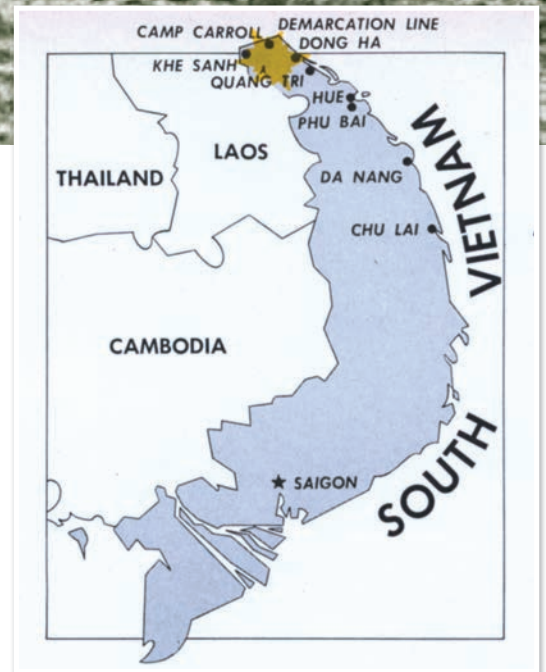 CAMP CARROLL
DEMARCATION LINE
DONG HA
KHE SANH
QUANG TRI
HUE
PHU BAI
LAOS
THAILAND
DA NANG
VIETNAM
CHU LAI
CAMBODIA
SAIGON
SOUTH